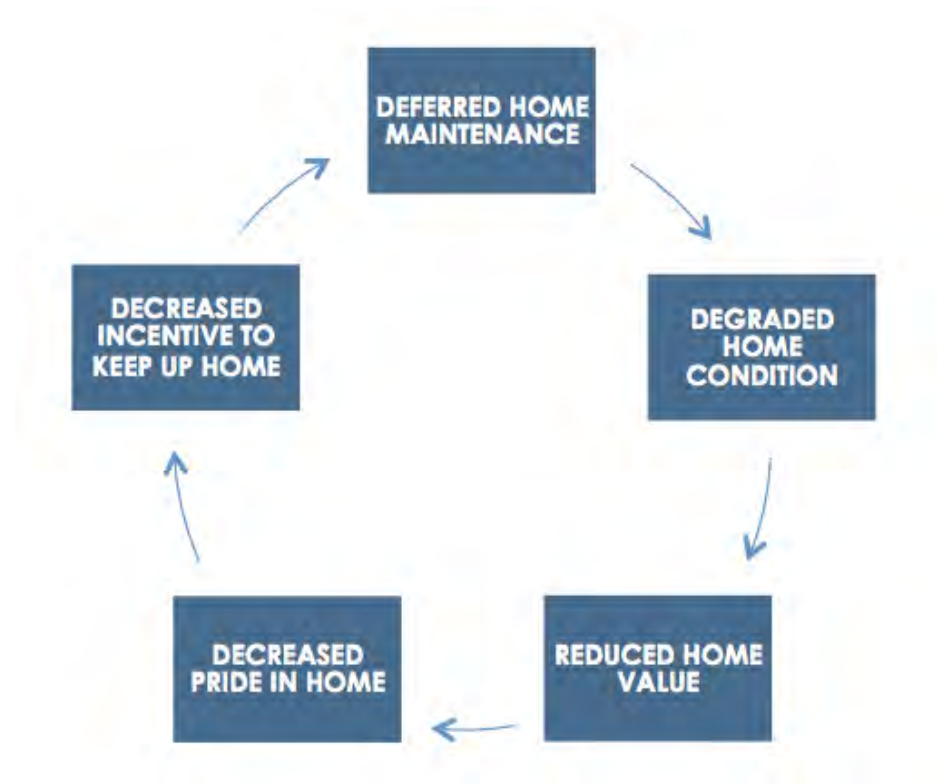 DEFERRED HOME
MAINTENANCE
DEGRADED
HOME
CONDITION
REDUCED HOME
VALUE
DECREASED
PRIDE IN HOME
DECREASED
INCENTIVE TO
KEEP UP HOME